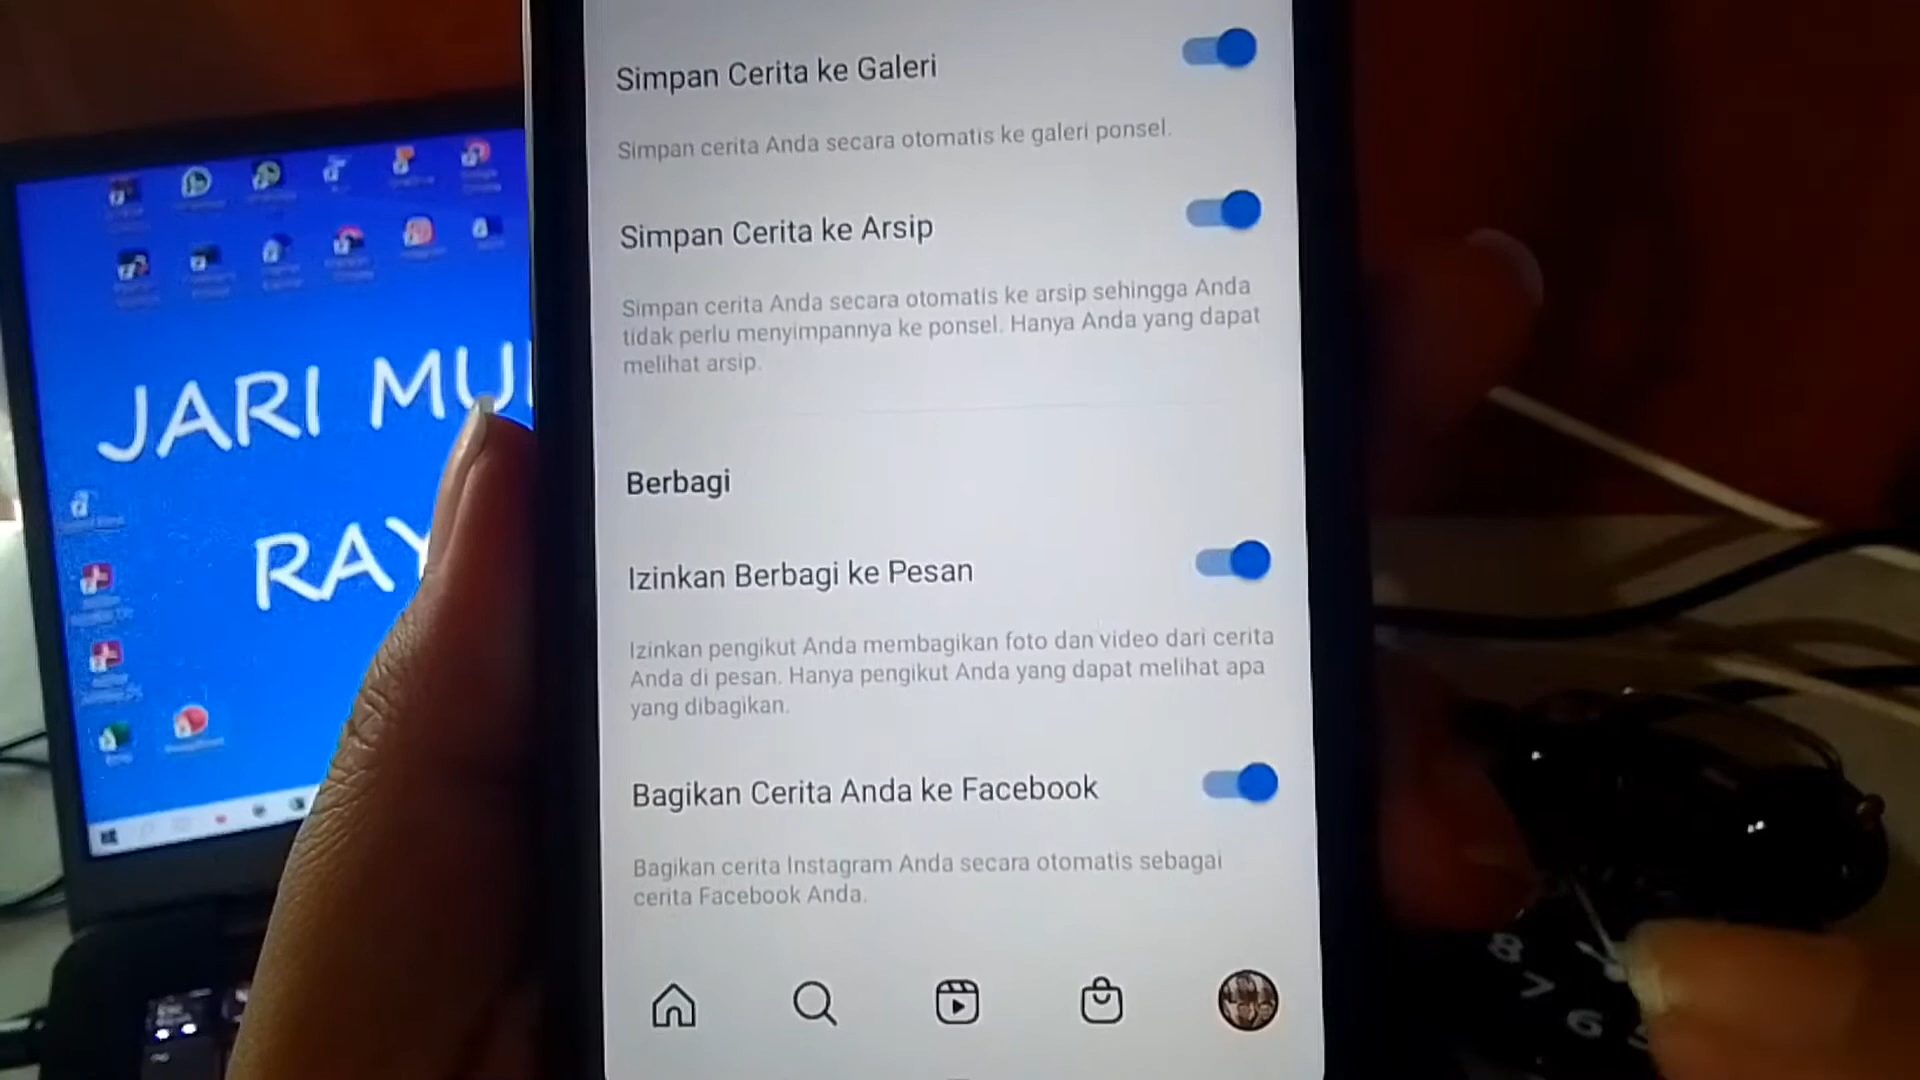 Simpan Cerita ke Galeri
Simpan cerita Anda secara otomatis ke galeri ponsel.
Simpan Cerita ke Arsip
Simpan cerita Anda secara otomatis ke arsip sehingga Anda
tidak perlu menyimpannya ke ponsel. Hanya Anda yang dapat
melihat arsip.
Berbagi
Izinkan Berbagi ke Pesan
Izinkan pengikut Anda membagikan foto dan video dari cerita
Anda di pesan. Hanya pengikut Anda yang dapat melihat apa
yang dibagikan.
Bagikan Cerita Anda ke Facebook
Bagikan cerita Instagram Anda secara otomatis sebagai
cerita Facebook Anda.
JARI MU
RAY
8
7
6